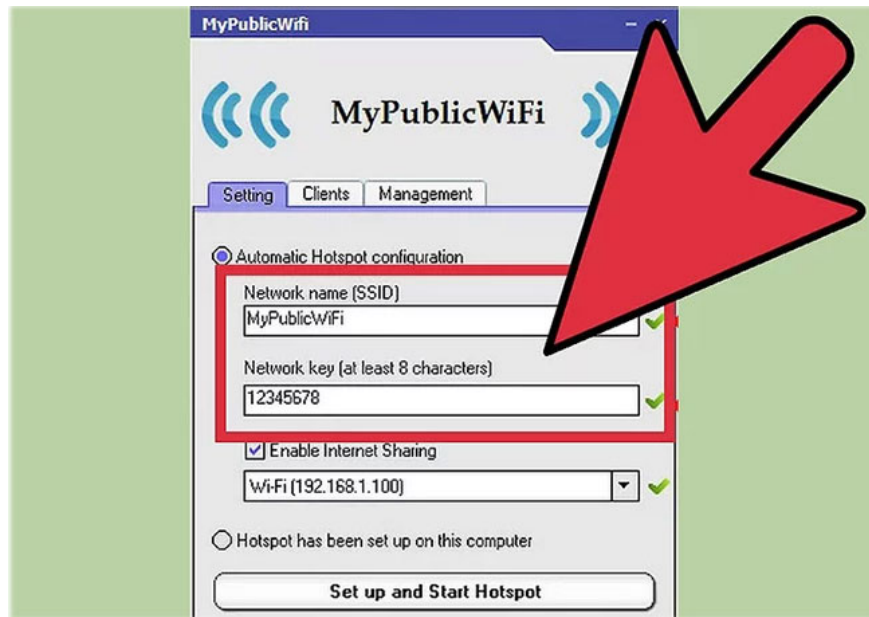 MyPublicWifi
MyPublicWiFi
Setting Clients Management
Automatic Hotspot configuration
Network name (SSID)
MyPublicWiFi
Network key (at least 8 characters)
12345678
Enable Internet Sharing
Wi-Fi (192.168.1.100)
Hotspot has been set up on this computer
Set up and Start Hotspot